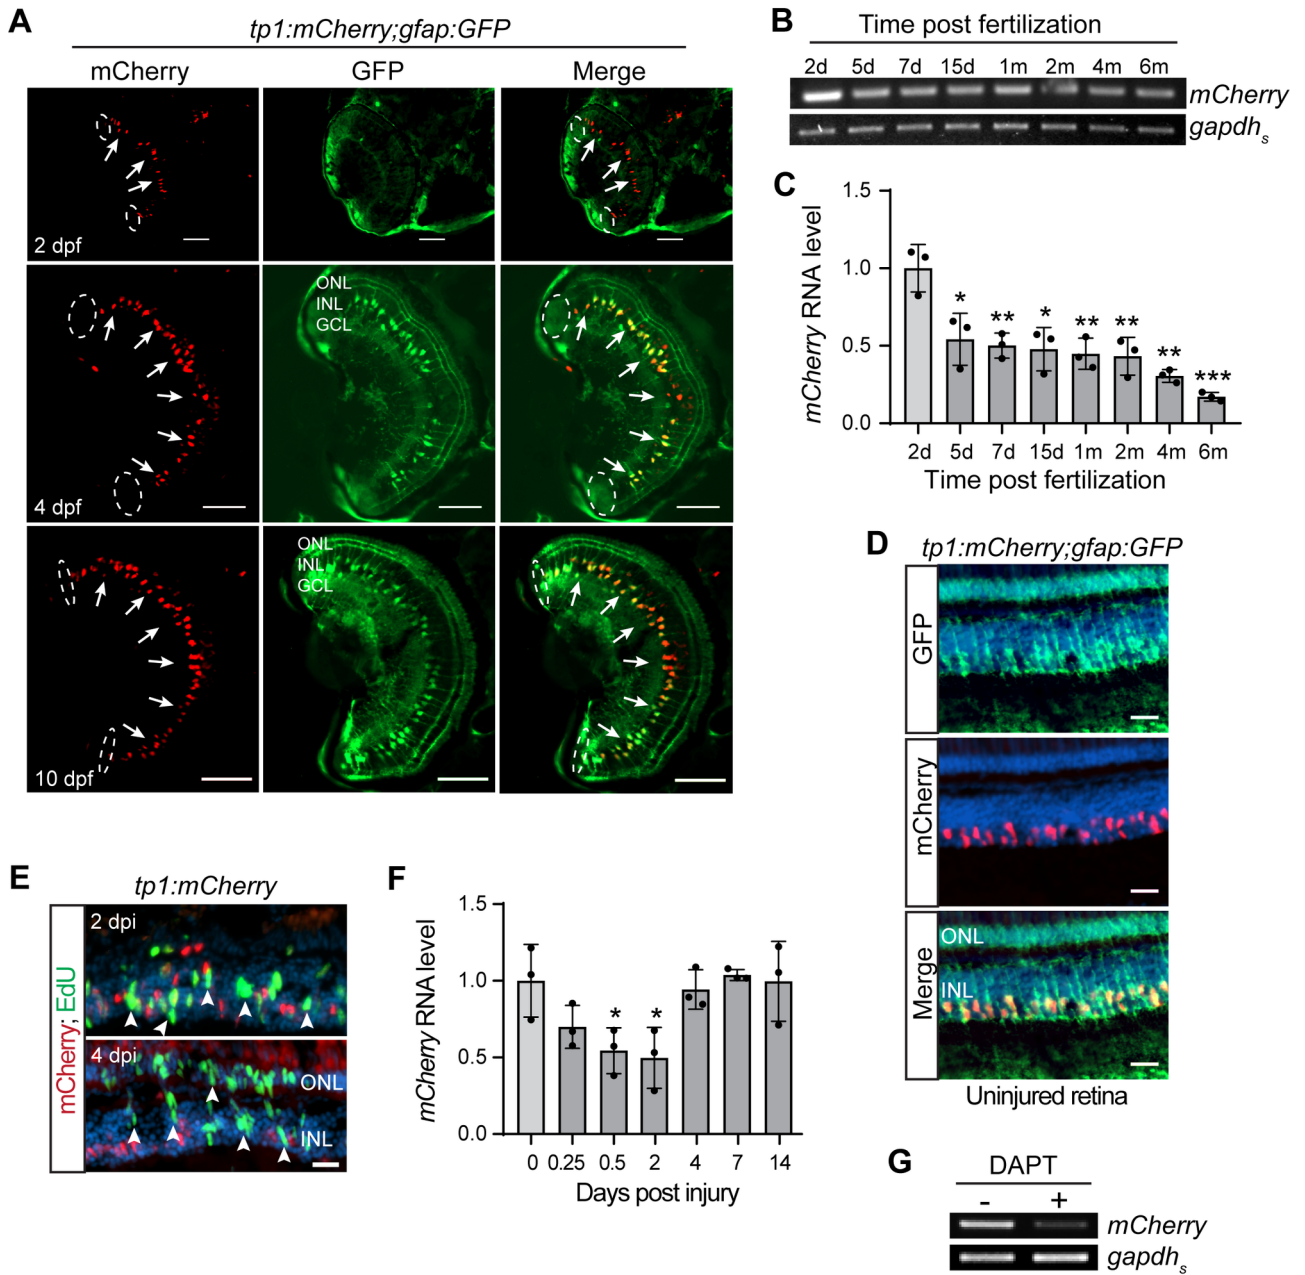 A
tp1:mCherry;gfap:GFP
mCherry GFP Merge
2 dpf
ONL
INL
GCL
4 dpf
ONL
INL
GCL
10 dpf
B
Time post fertilization
2d 5d 7d 15d 1m 2m 4m 6m
mCherry
gapdhs
C
mCherry RNA level
1.5
1.0
0.5
0.0
* ** * ** ** ** ***
2d 5d 7d 15d 1m 2m 4m 6m
Time post fertilization
D
tp1:mCherry;gfap:GFP
GFP
mCherry
Merge
ONL
INL
Uninjured retina
E
tp1:mCherry
mCherry; EdU
2 dpi
4 dpi
ONL
INL
F
mCherry RNA level
1.5
1.0
0.5
0.0
* *
0 0.25 0.5 2 4 7 14
Days post injury
G
DAPT
- +
mCherry
gapdhs